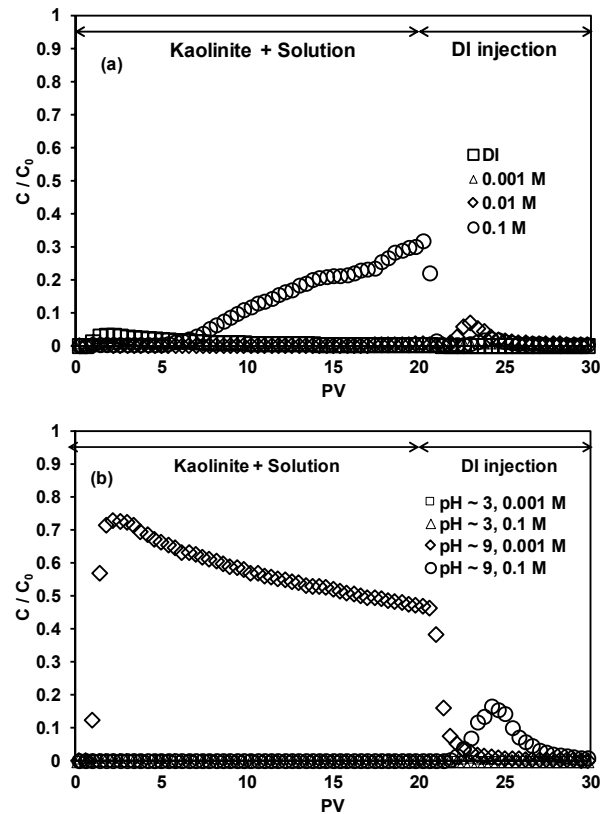 1
0.9
0.8
0.7
0.6
0.5
0.4
0.3
0.2
0.1
0
C / C₀
Kaolinite + Solution
DI injection
(a)
DI
0.001 M
0.01 M
0.1 M
0 5 10 15 20 25 30
PV
1
0.9
0.8
0.7
0.6
0.5
0.4
0.3
0.2
0.1
0
C / C₀
Kaolinite + Solution
DI injection
(b)
pH ~ 3, 0.001 M
pH ~ 3, 0.1 M
pH ~ 9, 0.001 M
pH ~ 9, 0.1 M
0 5 10 15 20 25 30
PV